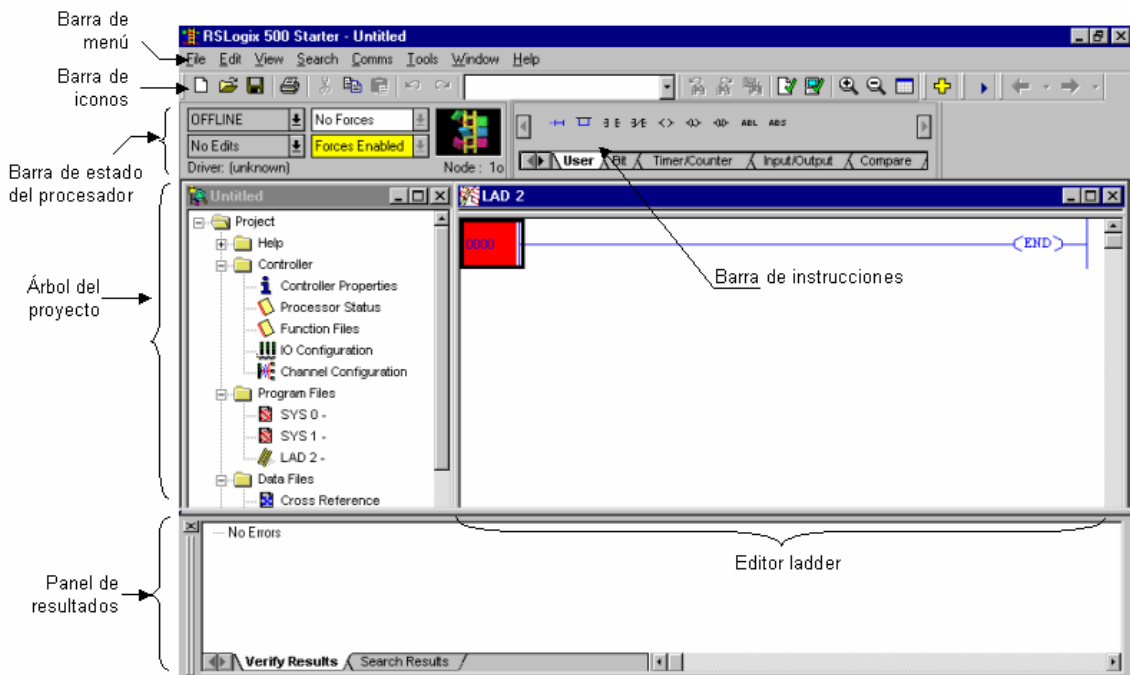 Barra de
menú
Barra de
iconos
Barra de estado
del procesador
Árbol del
proyecto
Panel de
resultados
RSLogix 500 Starter - Untitled
File Edit View Search Comms Tools Window Help
OFFLINE No Forces
No Edits Forces Enabled
Driver: (unknown) Node : 1o
ABL ABS
User Bit Timer/Counter Input/Output Compare
Untitled
Project
Help
Controller
Controller Properties
Processor Status
Function Files
IO Configuration
Channel Configuration
Program Files
SYS 0 -
SYS 1 -
LAD 2 -
Data Files
Cross Reference
LAD 2
0000
END
Barra de instrucciones
Editor ladder
No Errors
Verify Results Search Results